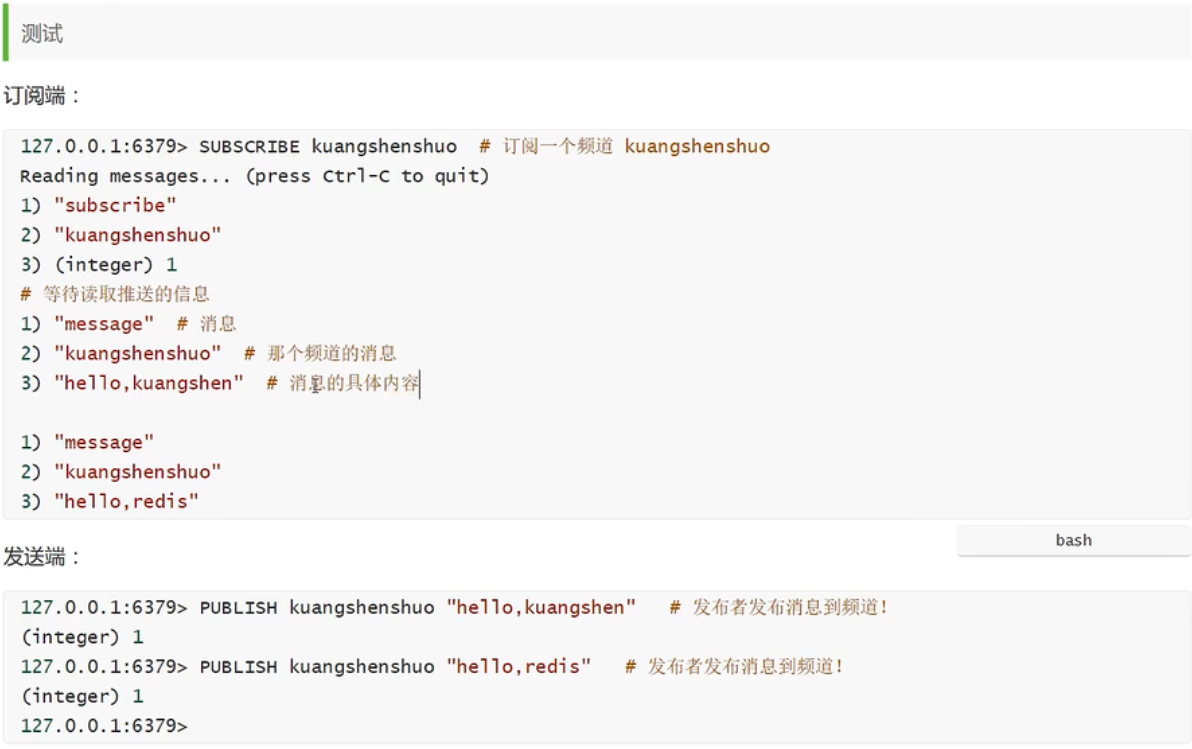 测试
订阅端：
127.0.0.1:6379> SUBSCRIBE kuangshenshuo  # 订阅一个频道 kuangshenshuo
Reading messages... (press Ctrl-C to quit)
1) "subscribe"
2) "kuangshenshuo"
3) (integer) 1
# 等待读取推送的信息
1) "message"  # 消息
2) "kuangshenshuo"  # 那个频道的消息
3) "hello,kuangshen"  # 消息的具体内容
1) "message"
2) "kuangshenshuo"
3) "hello,redis"
bash
发送端：
127.0.0.1:6379> PUBLISH kuangshenshuo "hello,kuangshen"   # 发布者发布消息到频道！
(integer) 1
127.0.0.1:6379> PUBLISH kuangshenshuo "hello,redis"   # 发布者发布消息到频道！
(integer) 1
127.0.0.1:6379>